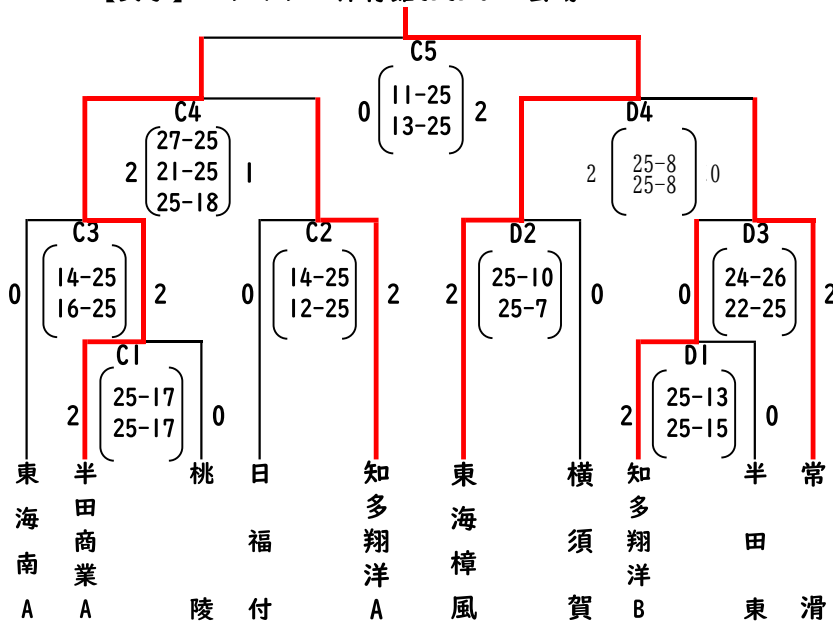 C5
0 11-25 2
13-25
C4
27-25
2 21-25 1
25-18
D4
2 25-8 0
25-8
C3
0 14-25 2
16-25
C2
0 14-25 2
12-25
D2
2 25-10 0
25-7
D3
0 24-26 2
22-25
C1
2 25-17 0
25-17
D1
2 25-13 0
25-15
東海南A
半田商業A
桃陵
日福付
知多翔洋A
東海樟風
横須賀
知多翔洋B
半田東
常滑